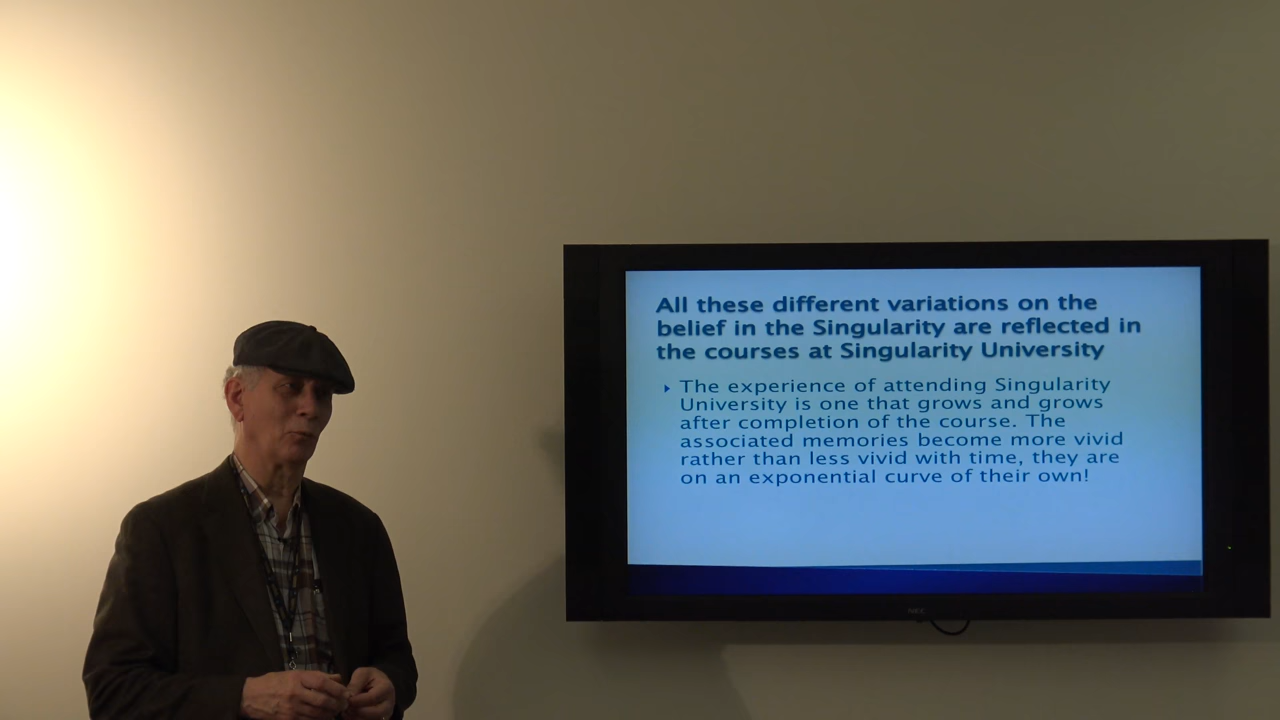 All these different variations on the
belief in the Singularity are reflected in
the courses at Singularity University
The experience of attending Singularity
University is one that grows and grows
after completion of the course. The
associated memories become more vivid
rather than less vivid with time, they are
on an exponential curve of their own!
NEC